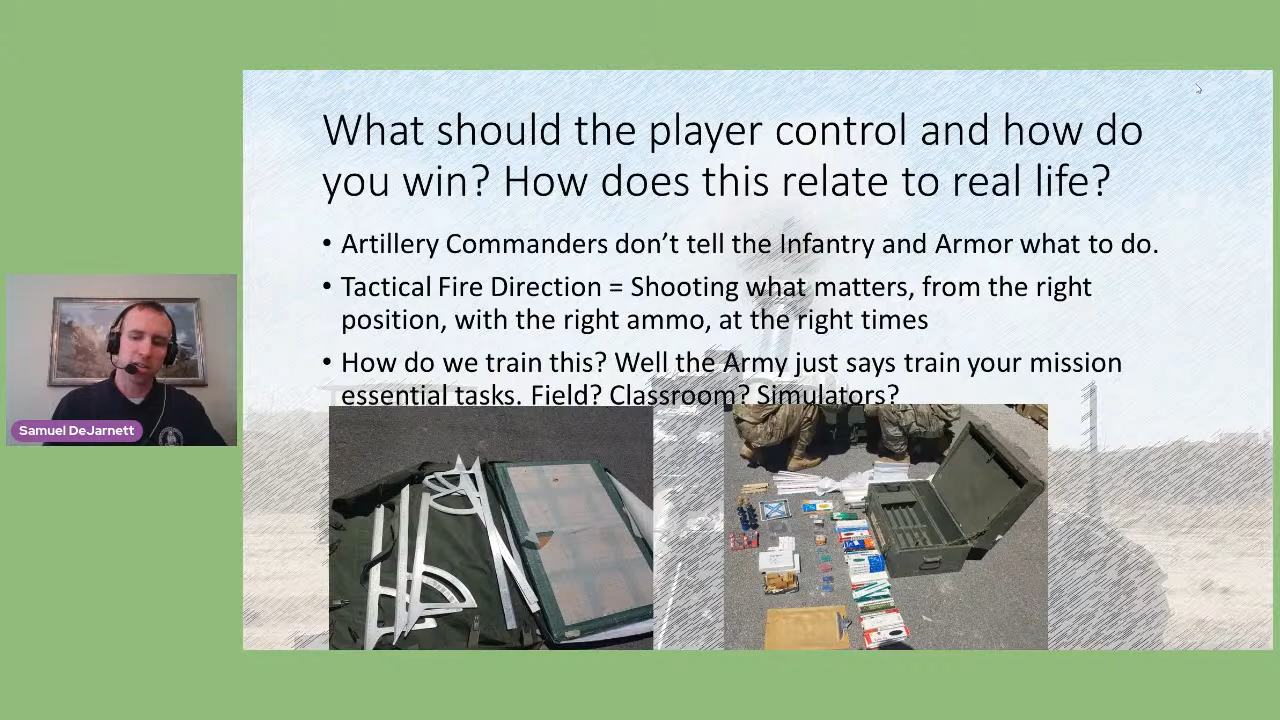 What should the player control and how do
you win? How does this relate to real life?
• Artillery Commanders don’t tell the Infantry and Armor what to do.
• Tactical Fire Direction = Shooting what matters, from the right
position, with the right ammo, at the right times
• How do we train this? Well the Army just says train your mission
essential tasks. Field? Classroom? Simulators?
Samuel DeJarnett